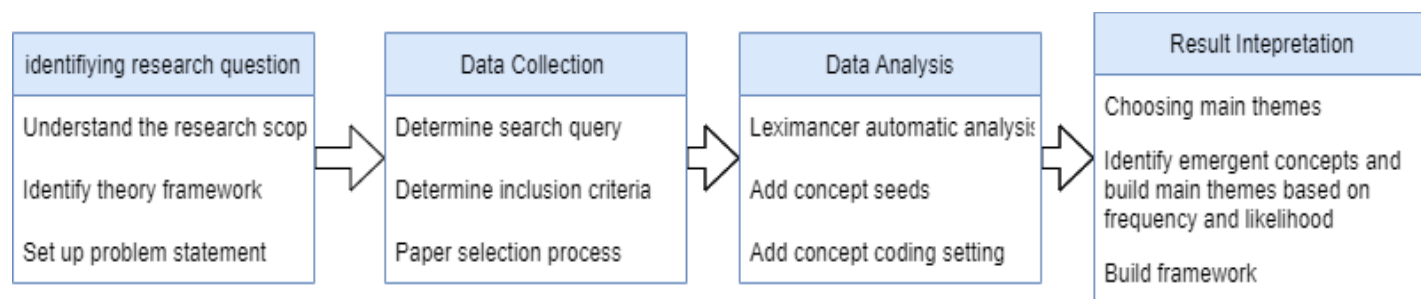 identifiying research question
Understand the research scop
Identify theory framework
Set up problem statement
Data Collection
Determine search query
Determine inclusion criteria
Paper selection process
Data Analysis
Leximancer automatic analysis
Add concept seeds
Add concept coding setting
Result Intepretation
Choosing main themes
Identify emergent concepts and
build main themes based on
frequency and likelihood
Build framework